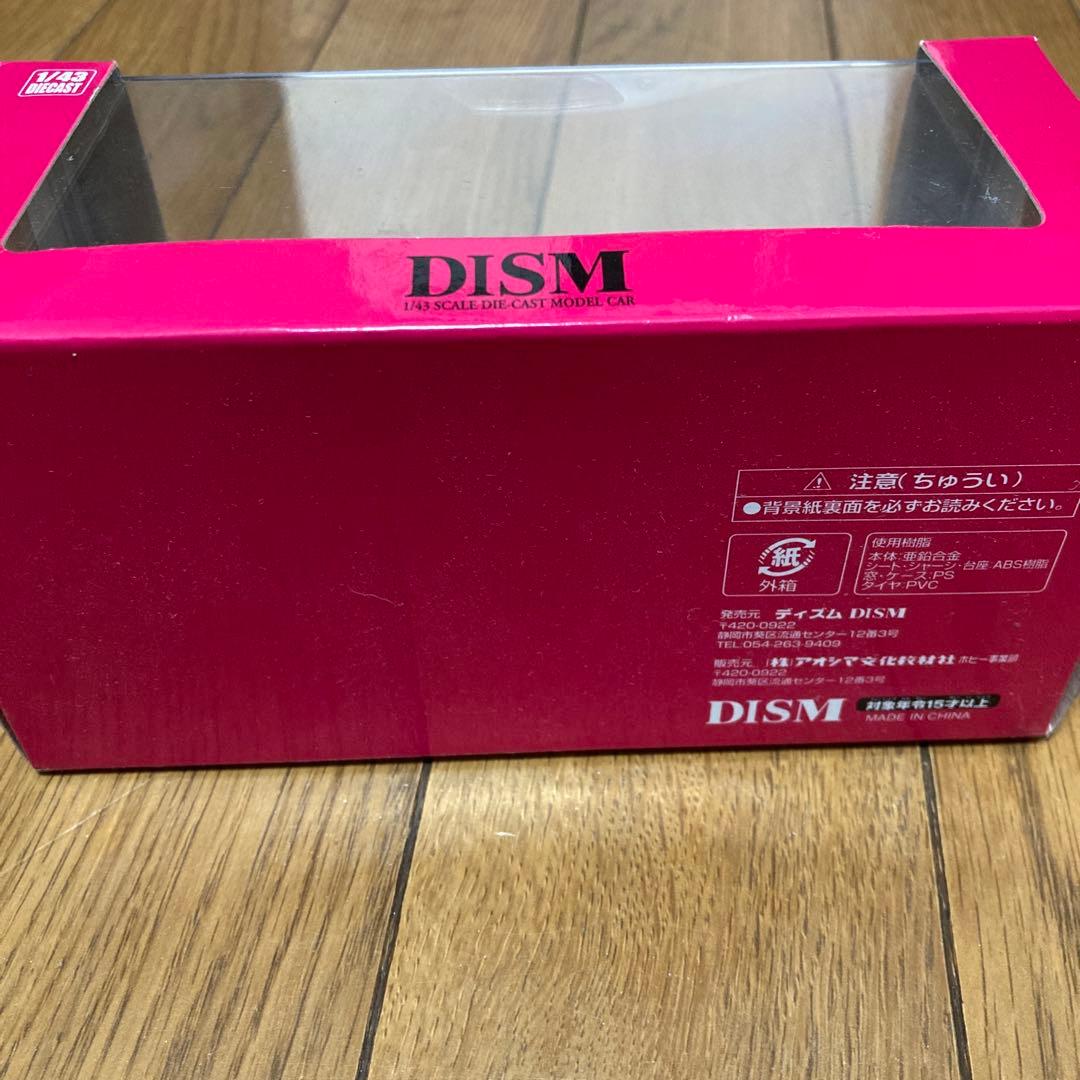 1/43
DIECAST
DISM
1/43 SCALE DIE-CAST MODEL CAR
⚠ 注意(ちゅうい)
●背景紙裏面を必ずお読みください。
紙
外箱
使用樹脂
本体:亜鉛合金
シート・シャーシ・台座:ABS樹脂
窓・ケース:PS
タイヤ:PVC
発売元 ディズム DISM
〒420-0922
静岡市葵区流通センター12番3号
TEL.054-263-9409
販売元 (株)アオシマ文化教材社 ホビー事業部
〒420-0922
静岡市葵区流通センター12番3号
DISM 対象年令15才以上
MADE IN CHINA